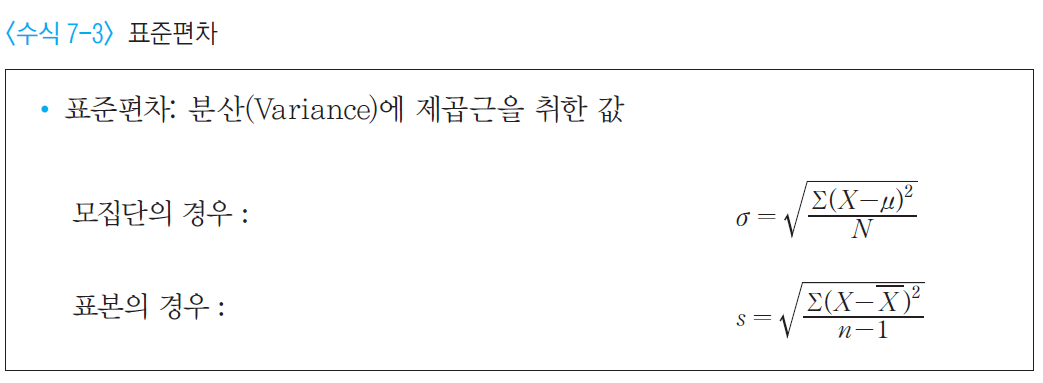 〈수식 7-3〉 표준편차
• 표준편차: 분산(Variance)에 제곱근을 취한 값
모집단의 경우 : σ = √(Σ(X−μ)²/N)
표본의 경우 : s = √(Σ(X−X̅)²/(n−1))